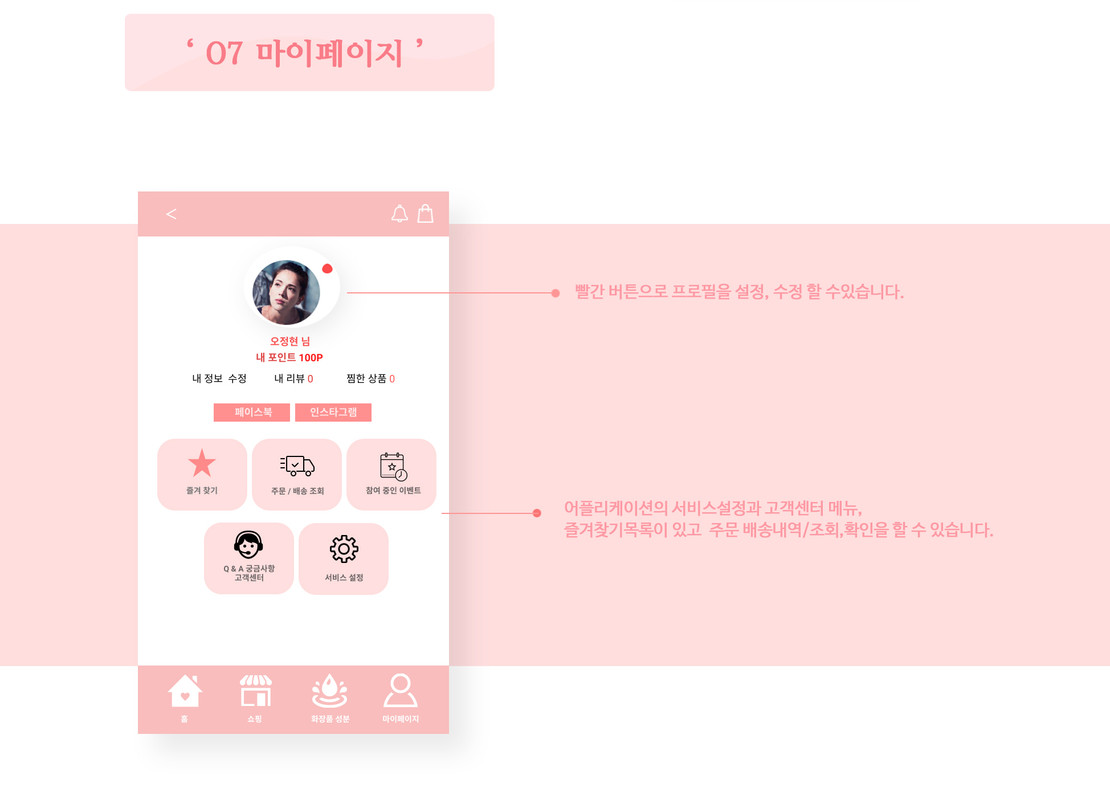 ‘ 07 마이페이지 ’
<
빨간 버튼으로 프로필을 설정, 수정 할 수있습니다.
오정현 님
내 포인트 100P
내 정보 수정 내 리뷰 0 찜한 상품 0
페이스북 인스타그램
즐겨 찾기 주문 / 배송 조회 참여 중인 이벤트
어플리케이션의 서비스설정과 고객센터 메뉴,
즐겨찾기목록이 있고 주문 배송내역/조회,확인을 할 수 있습니다.
Q & A 궁금사항
고객센터
서비스 설정
홈 쇼핑 화장품 성분 마이페이지